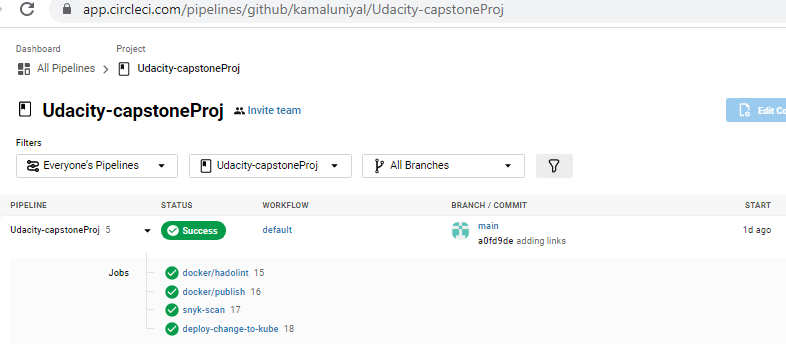 app.circleci.com/pipelines/github/kamaluniyal/Udacity-capstoneProj
Dashboard Project
All Pipelines Udacity-capstoneProj
Udacity-capstoneProj Invite team Edit Co
Filters
Everyone's Pipelines Udacity-capstoneProj All Branches
PIPELINE STATUS WORKFLOW BRANCH / COMMIT START
Udacity-capstoneProj 5 Success default main 1d ago
a0fd9de adding links
Jobs docker/hadolint 15
docker/publish 16
snyk-scan 17
deploy-change-to-kube 18